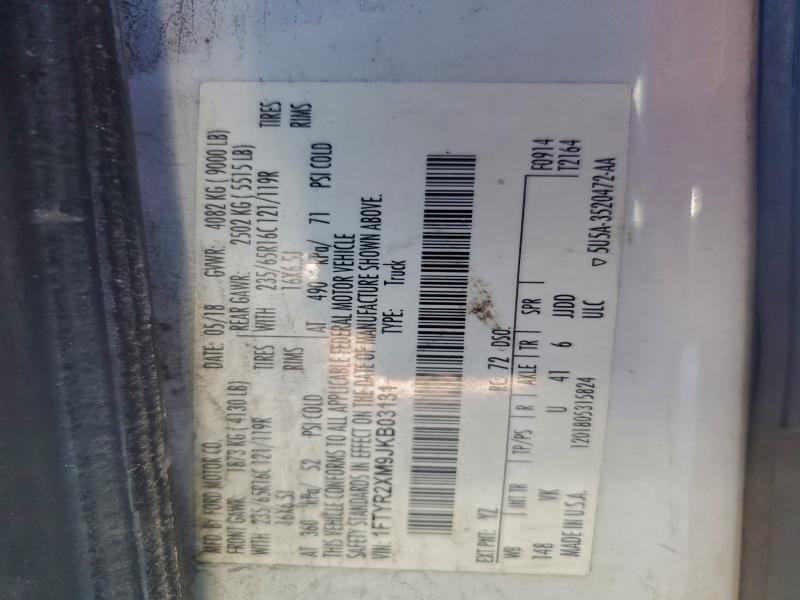 MFD. BY FORD MOTOR CO. DATE: 05/18 GVWR: 4082 KG ( 9000 LB)
FRONT GAWR: 1873 KG ( 4130 LB) REAR GAWR: 2502 KG ( 5515 LB)
WITH 235/65R16C 121/119R TIRES WITH 235/65R16C 121/119R TIRES
16X6.5J RIMS 16X6.5J RIMS
AT 360 kPa/ 52 PSI COLD AT 490 kPa/ 71 PSI COLD
THIS VEHICLE CONFORMS TO ALL APPLICABLE FEDERAL MOTOR VEHICLE
SAFETY STANDARDS IN EFFECT ON THE DATE OF MANUFACTURE SHOWN ABOVE.
VIN: 1FTYR2XM9JKB03131 TYPE: Truck
EXT PNT: YZ RC: 72 DSO:
WB INT TR TP/PS R AXLE TR SPR F0914
148 VK U 41 6 JJDD T2164
MADE IN U.S.A. 1201805315824 ULC
▽ 5U5A-3520472-AA